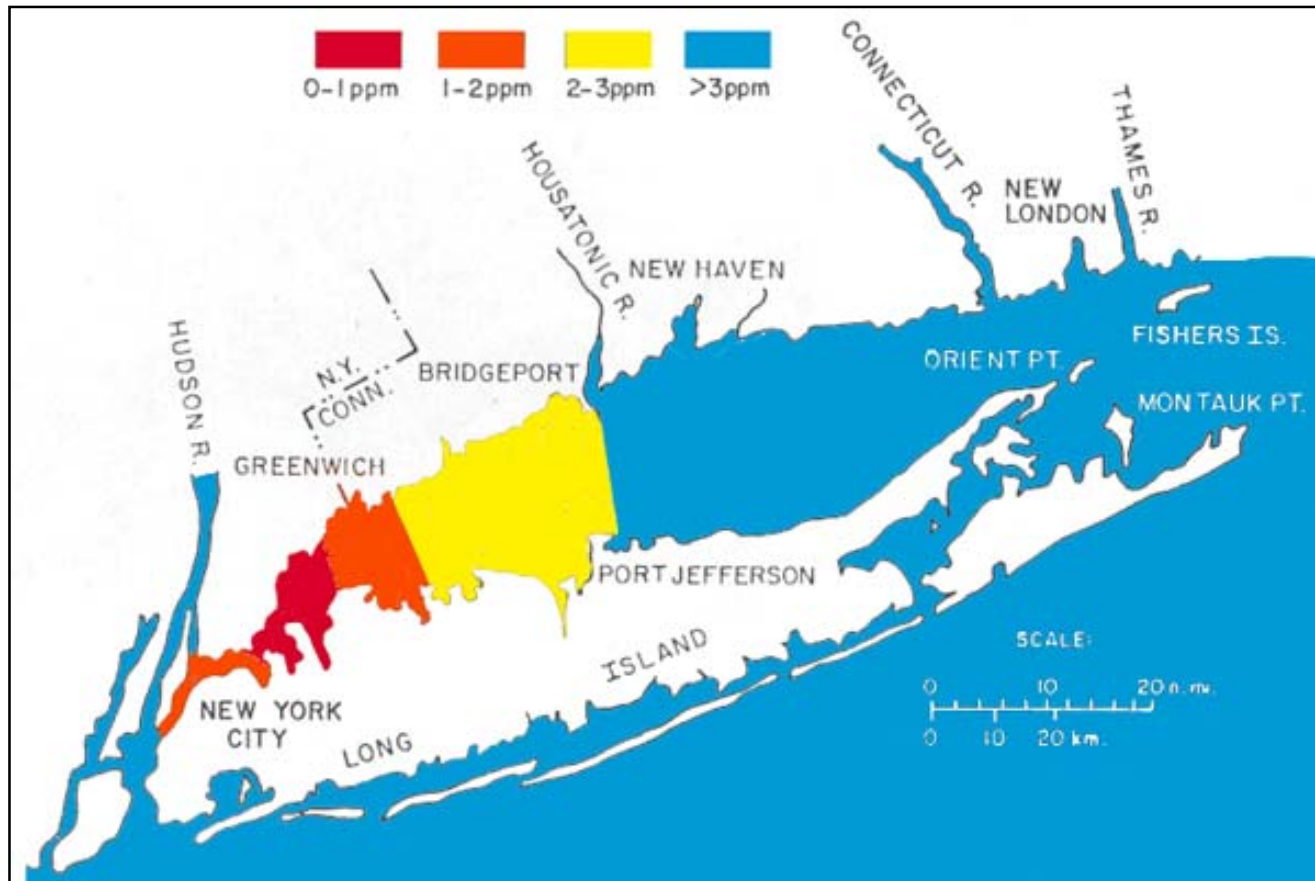 0-1ppm 1-2ppm 2-3ppm >3ppm
CONNECTICUT R.
THAMES R.
HOUSATONIC R.
NEW
LONDON
NEW HAVEN
HUDSON R.
N.Y.
CONN.
BRIDGEPORT
ORIENT PT.
FISHERS IS.
MONTAUK PT.
GREENWICH
PORT JEFFERSON
NEW YORK
CITY
LONG ISLAND
SCALE:
0 10 20 n. mi.
0 10 20 km.